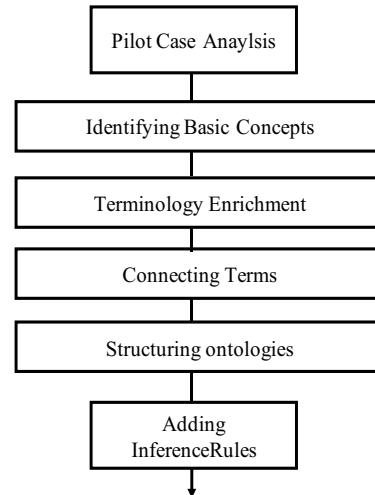 Pilot Case Anaylsis
Identifying Basic Concepts
Terminology Enrichment
Connecting Terms
Structuring ontologies
Adding
InferenceRules